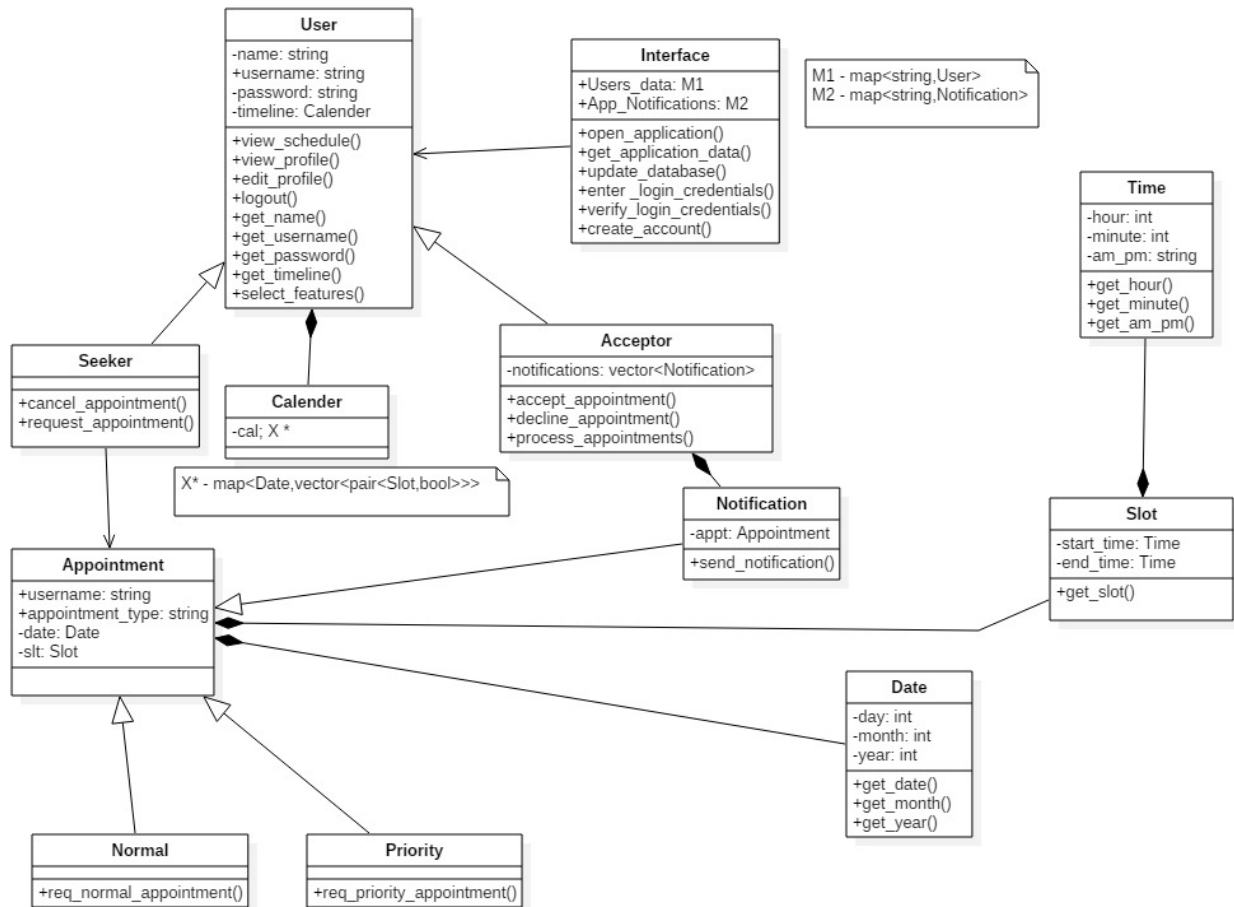 User
-name: string
+username: string
-password: string
-timeline: Calender
+view_schedule()
+view_profile()
+edit_profile()
+logout()
+get_name()
+get_username()
+get_password()
+get_timeline()
+select_features()
Interface
+Users_data: M1
+App_Notifications: M2
+open_application()
+get_application_data()
+update_database()
+enter _login_credentials()
+verify_login_credentials()
+create_account()
M1 - map<string,User>
M2 - map<string,Notification>
Time
-hour: int
-minute: int
-am_pm: string
+get_hour()
+get_minute()
+get_am_pm()
Seeker
+cancel_appointment()
+request_appointment()
Calender
-cal; X *
X* - map<Date,vector<pair<Slot,bool>>>
Acceptor
-notifications: vector<Notification>
+accept_appointment()
+decline_appointment()
+process_appointments()
Notification
-appt: Appointment
+send_notification()
Slot
-start_time: Time
-end_time: Time
+get_slot()
Appointment
+username: string
+appointment_type: string
-date: Date
-slt: Slot
Date
-day: int
-month: int
-year: int
+get_date()
+get_month()
+get_year()
Normal
+req_normal_appointment()
Priority
+req_priority_appointment()